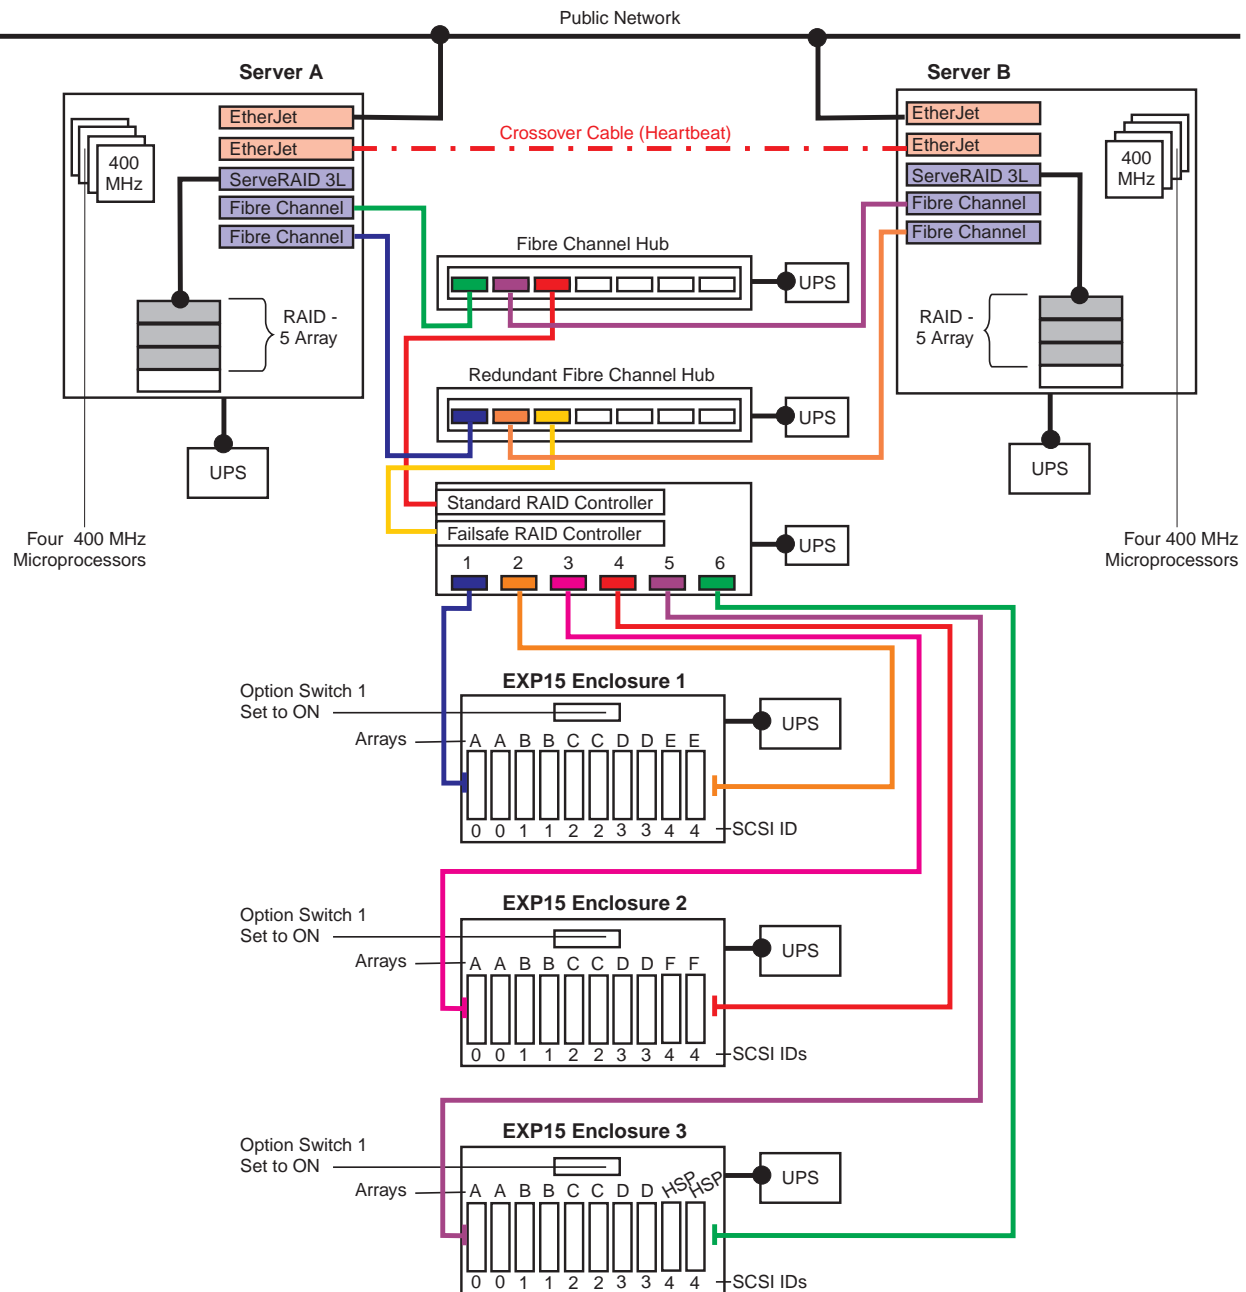 Public Network
Server A
Server B
EtherJet
EtherJet
ServeRAID 3L
Fibre Channel
Fibre Channel
400
MHz
Crossover Cable (Heartbeat)
EtherJet
EtherJet
ServeRAID 3L
Fibre Channel
Fibre Channel
400
MHz
Fibre Channel Hub
UPS
RAID -
5 Array
RAID -
5 Array
Redundant Fibre Channel Hub
UPS
UPS
UPS
Standard RAID Controller
Failsafe RAID Controller
UPS
Four 400 MHz
Microprocessors
Four 400 MHz
Microprocessors
1 2 3 4 5 6
EXP15 Enclosure 1
Option Switch 1
Set to ON
UPS
Arrays
A A B B C C D D E E
0 0 1 1 2 2 3 3 4 4
SCSI ID
EXP15 Enclosure 2
Option Switch 1
Set to ON
UPS
Arrays
A A B B C C D D F F
0 0 1 1 2 2 3 3 4 4
SCSI IDs
EXP15 Enclosure 3
Option Switch 1
Set to ON
UPS
Arrays
A A B B C C D D HSP HSP
0 0 1 1 2 2 3 3 4 4
SCSI IDs